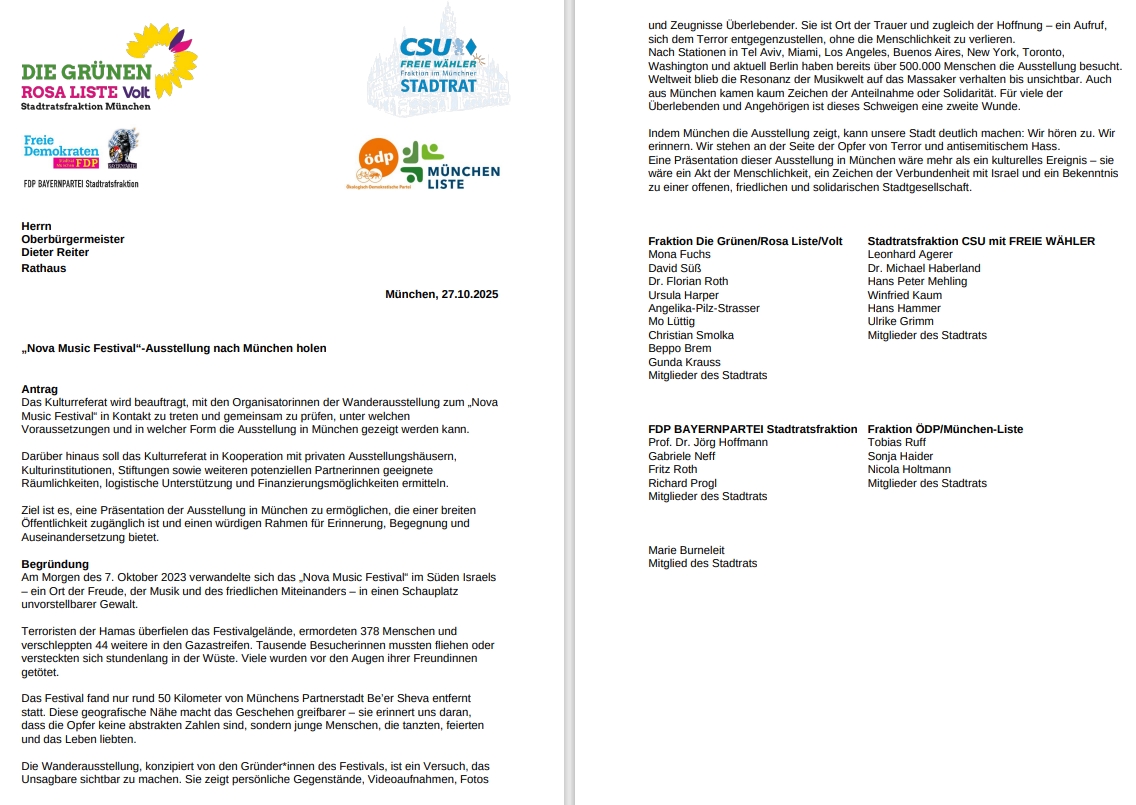 DIE GRÜNEN
ROSA LISTE Volt
Stadtratsfraktion München
CSU
FREIE WÄHLER
Fraktion im Münchner
STADTRAT
Freie
Demokraten
FDP
FDP BAYERNPARTEI Stadtratsfraktion
ödp
Ökologisch-Demokratische Partei
MÜNCHEN
LISTE
Herrn
Oberbürgermeister
Dieter Reiter
Rathaus
München, 27.10.2025
„Nova Music Festival“-Ausstellung nach München holen
Antrag
Das Kulturreferat wird beauftragt, mit den Organisatorinnen der Wanderausstellung zum „Nova
Music Festival“ in Kontakt zu treten und gemeinsam zu prüfen, unter welchen
Voraussetzungen und in welcher Form die Ausstellung in München gezeigt werden kann.
Darüber hinaus soll das Kulturreferat in Kooperation mit privaten Ausstellungshäusern,
Kulturinstitutionen, Stiftungen sowie weiteren potenziellen Partnerinnen geeignete
Räumlichkeiten, logistische Unterstützung und Finanzierungsmöglichkeiten ermitteln.
Ziel ist es, eine Präsentation der Ausstellung in München zu ermöglichen, die einer breiten
Öffentlichkeit zugänglich ist und einen würdigen Rahmen für Erinnerung, Begegnung und
Auseinandersetzung bietet.
Begründung
Am Morgen des 7. Oktober 2023 verwandelte sich das „Nova Music Festival“ im Süden Israels
– ein Ort der Freude, der Musik und des friedlichen Miteinanders – in einen Schauplatz
unvorstellbarer Gewalt.
Terroristen der Hamas überfielen das Festivalgelände, ermordeten 378 Menschen und
verschleppten 44 weitere in den Gazastreifen. Tausende Besucherinnen mussten fliehen oder
versteckten sich stundenlang in der Wüste. Viele wurden vor den Augen ihrer Freundinnen
getötet.
Das Festival fand nur rund 50 Kilometer von Münchens Partnerstadt Be’er Sheva entfernt
statt. Diese geografische Nähe macht das Geschehen greifbarer – sie erinnert uns daran,
dass die Opfer keine abstrakten Zahlen sind, sondern junge Menschen, die tanzten, feierten
und das Leben liebten.
Die Wanderausstellung, konzipiert von den Gründer*innen des Festivals, ist ein Versuch, das
Unsagbare sichtbar zu machen. Sie zeigt persönliche Gegenstände, Videoaufnahmen, Fotos
und Zeugnisse Überlebender. Sie ist Ort der Trauer und zugleich der Hoffnung – ein Aufruf,
sich dem Terror entgegenzustellen, ohne die Menschlichkeit zu verlieren.
Nach Stationen in Tel Aviv, Miami, Los Angeles, Buenos Aires, New York, Toronto,
Washington und aktuell Berlin haben bereits über 500.000 Menschen die Ausstellung besucht.
Weltweit blieb die Resonanz der Musikwelt auf das Massaker verhalten bis unsichtbar. Auch
aus München kamen kaum Zeichen der Anteilnahme oder Solidarität. Für viele der
Überlebenden und Angehörigen ist dieses Schweigen eine zweite Wunde.
Indem München die Ausstellung zeigt, kann unsere Stadt deutlich machen: Wir hören zu. Wir
erinnern. Wir stehen an der Seite der Opfer von Terror und antisemitischem Hass.
Eine Präsentation dieser Ausstellung in München wäre mehr als ein kulturelles Ereignis – sie
wäre ein Akt der Menschlichkeit, ein Zeichen der Verbundenheit mit Israel und ein Bekenntnis
zu einer offenen, friedlichen und solidarischen Stadtgesellschaft.
Fraktion Die Grünen/Rosa Liste/Volt
Mona Fuchs
David Süß
Dr. Florian Roth
Ursula Harper
Angelika-Pilz-Strasser
Mo Lüttig
Christian Smolka
Beppo Brem
Gunda Krauss
Mitglieder des Stadtrats
Stadtratsfraktion CSU mit FREIE WÄHLER
Leonhard Agerer
Dr. Michael Haberland
Hans Peter Mehling
Winfried Kaum
Hans Hammer
Ulrike Grimm
Mitglieder des Stadtrats
FDP BAYERNPARTEI Stadtratsfraktion
Prof. Dr. Jörg Hoffmann
Gabriele Neff
Fritz Roth
Richard Progl
Mitglieder des Stadtrats
Fraktion ÖDP/München-Liste
Tobias Ruff
Sonja Haider
Nicola Holtmann
Mitglieder des Stadtrats
Marie Burneleit
Mitglied des Stadtrats